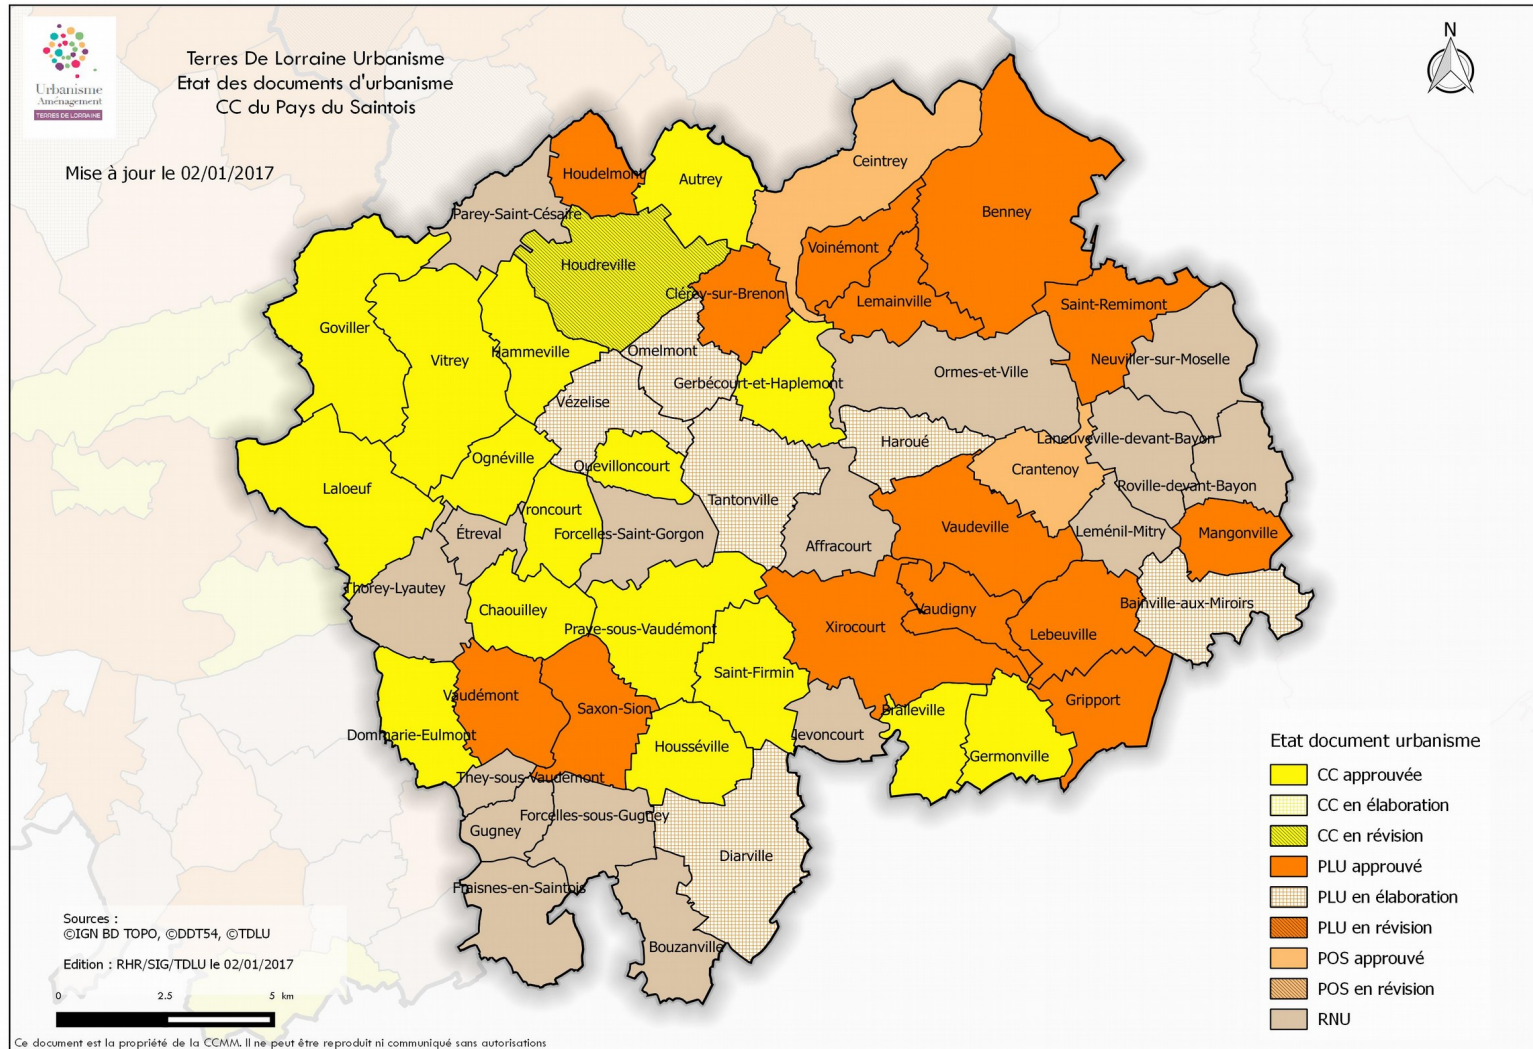 Urbanisme
Aménagement
TERRES DE LORRAINE
Terres De Lorraine Urbanisme
Etat des documents d'urbanisme
CC du Pays du Saintois
Mise à jour le 02/01/2017
N
Ceintrey
Houdelmont
Autrey
Benney
Parey-Saint-Césaire
Voinémont
Houdreville
Clérey-sur-Brenon
Lemainville
Saint-Remimont
Goviller
Vitrey
Hammeville
Omelmont
Neuviller-sur-Moselle
Gerbécourt-et-Haplemont
Ormes-et-Ville
Vézelise
Haroué
Laneuveville-devant-Bayon
Ognéville
Quevilloncourt
Crantenoy
Laloeuf
Roville-devant-Bayon
Tantonville
Vroncourt
Étreval
Forcelles-Saint-Gorgon
Vaudeville
Leménil-Mitry
Mangonville
Affracourt
Thorey-Lyautey
Chaouilley
Vaudigny
Bainville-aux-Miroirs
Praye-sous-Vaudémont
Xirocourt
Lebeuville
Saint-Firmin
Vaudémont
Saxon-Sion
Gripport
Bralleville
Dommarie-Eulmont
Housséville
Jevoncourt
Germonville
They-sous-Vaudemont
Forcelles-sous-Gugney
Gugney
Diarville
Fraisnes-en-Saintois
Bouzanville
Etat document urbanisme
CC approuvée
CC en élaboration
CC en révision
PLU approuvé
PLU en élaboration
PLU en révision
POS approuvé
POS en révision
RNU
Sources :
©IGN BD TOPO, ©DDT54, ©TDLU
Edition : RHR/SIG/TDLU le 02/01/2017
0 2.5 5 km
Ce document est la propriété de la CCMM. Il ne peut être reproduit ni communiqué sans autorisations